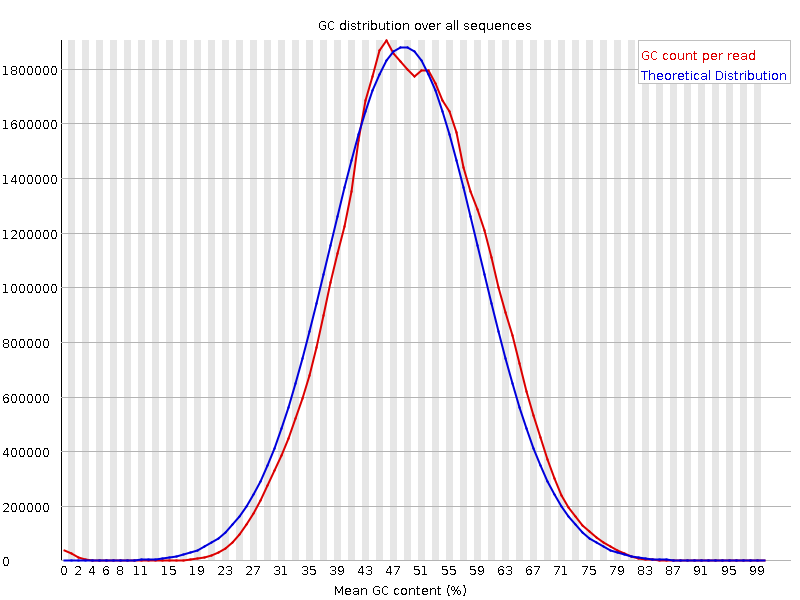 GC distribution over all sequences
GC count per read
Theoretical Distribution
1800000
1600000
1400000
1200000
1000000
800000
600000
400000
200000
0
0 2 4 6 8 11 15 19 23 27 31 35 39 43 47 51 55 59 63 67 71 75 79 83 87 91 95 99
Mean GC content (%)